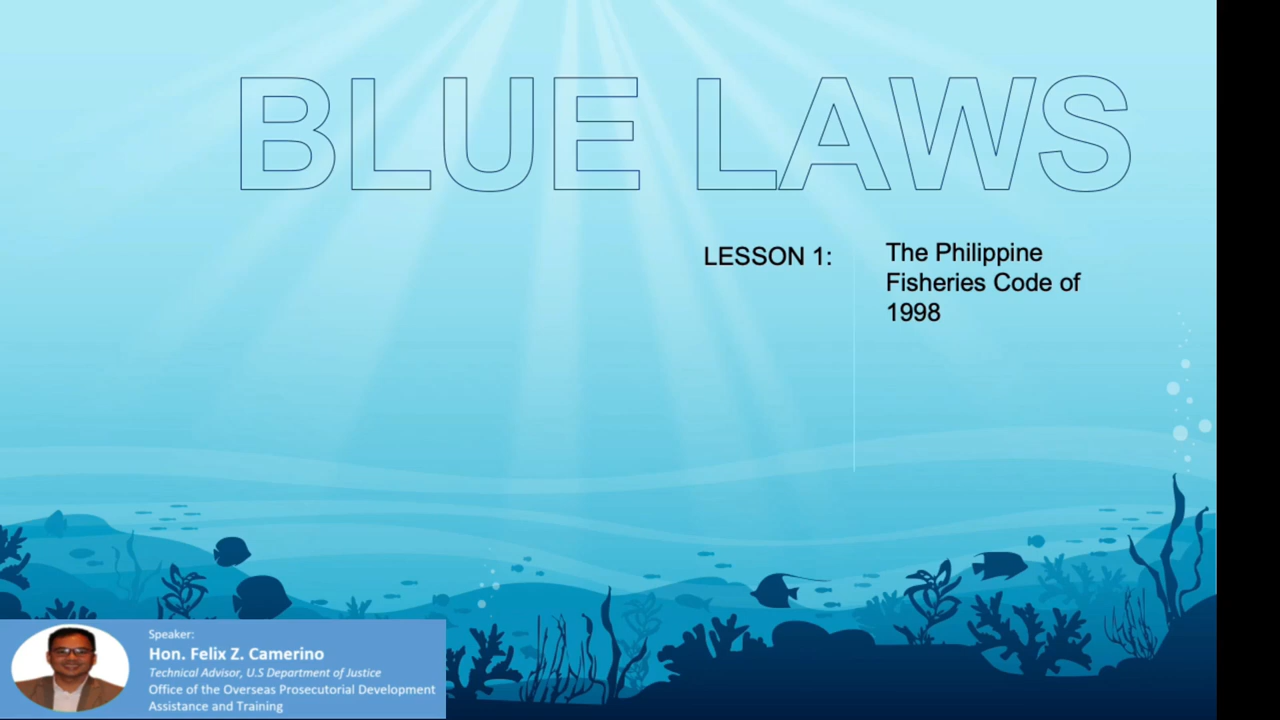 BLUE LAWS
LESSON 1:
The Philippine
Fisheries Code of
1998
Speaker:
Hon. Felix Z. Camerino
Technical Advisor, U.S Department of Justice
Office of the Overseas Prosecutorial Development
Assistance and Training